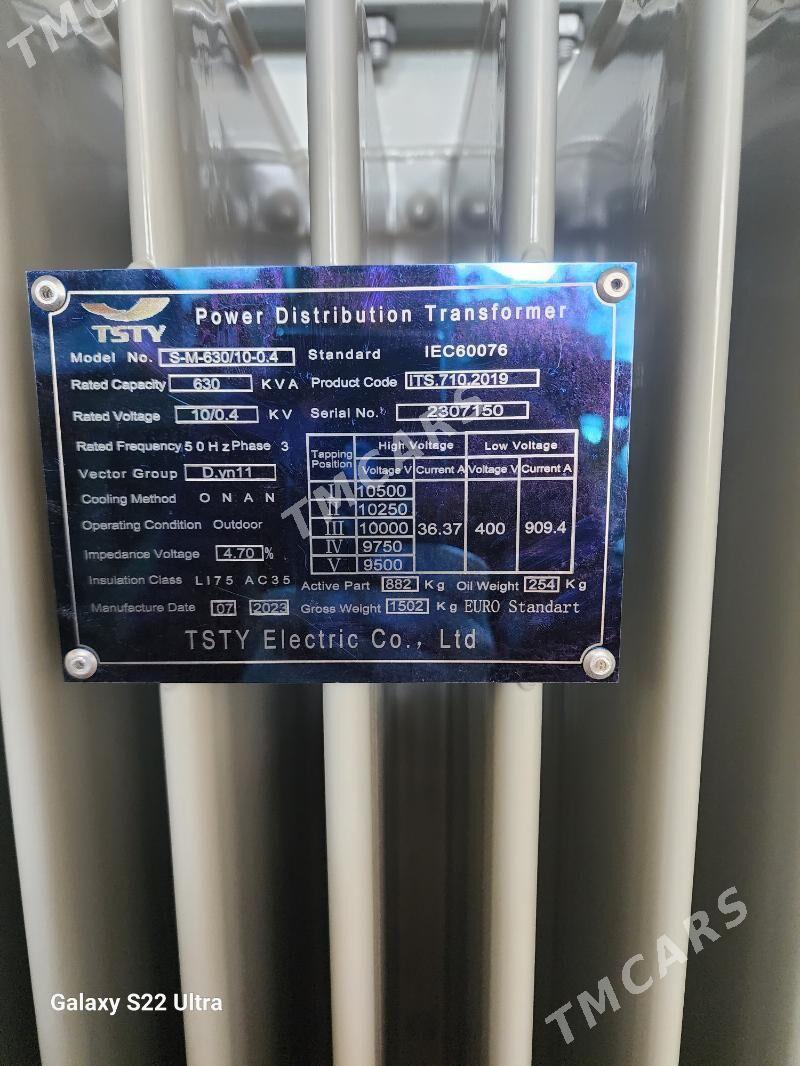 TMCARS
TSTY
Power Distribution Transformer
Model No. S-M-630/10-0.4 Standard IEC60076
Rated Capacity 630 KVA Product Code ITS.710.2019
Rated Voltage 10/0.4 KV Serial No. 2307150
Rated Frequency 50Hz Phase 3
Vector Group D.yn11
Cooling Method ONAN
Operating Condition Outdoor
Impedance Voltage 4.70 %
Insulation Class LI75 AC35
Manufacture Date 07 2023
Tapping Position High Voltage Low Voltage
Voltage V Current A Voltage V Current A
10500
10250
III 10000 36.37 400 909.4
IV 9750
V 9500
Active Part 882 Kg Oil Weight 254 Kg
Gross Weight 1502 Kg EURO Standart
TSTY Electric Co., Ltd
TMCARS
TMCARS
Galaxy S22 Ultra